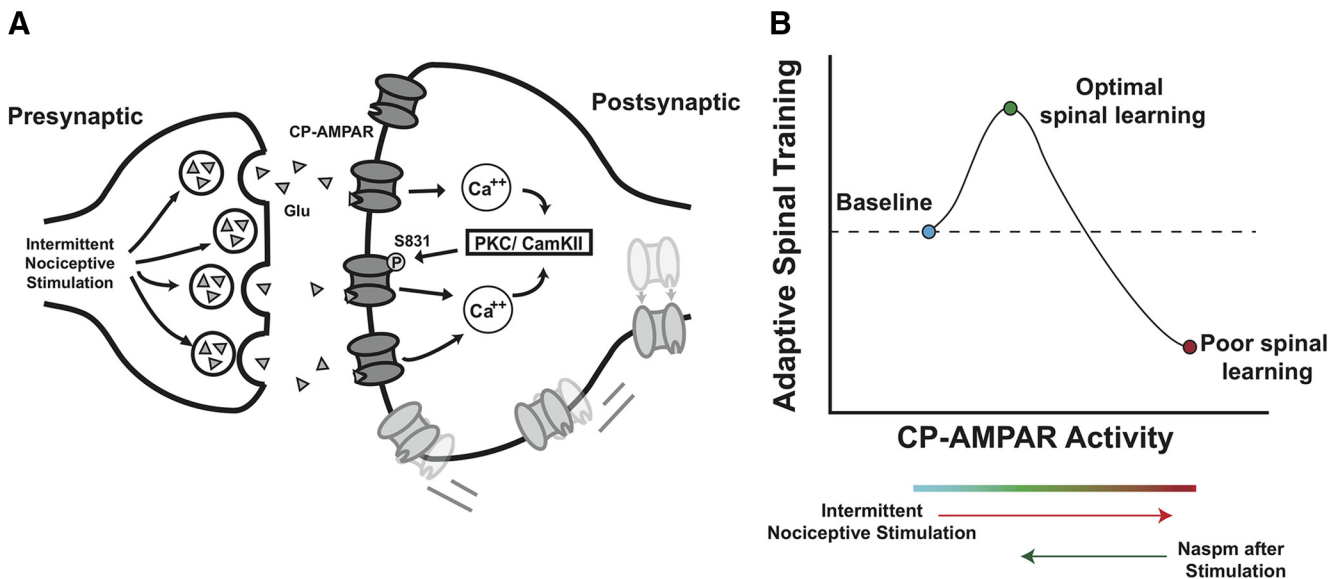 A
Presynaptic
Postsynaptic
CP-AMPAR
Glu
Intermittent
Nociceptive
Stimulation
Ca++
S831
P
PKC/ CamKII
Ca++
B
Adaptive Spinal Training
Optimal
spinal learning
Baseline
Poor spinal
learning
CP-AMPAR Activity
Intermittent
Nociceptive Stimulation
Naspm after
Stimulation